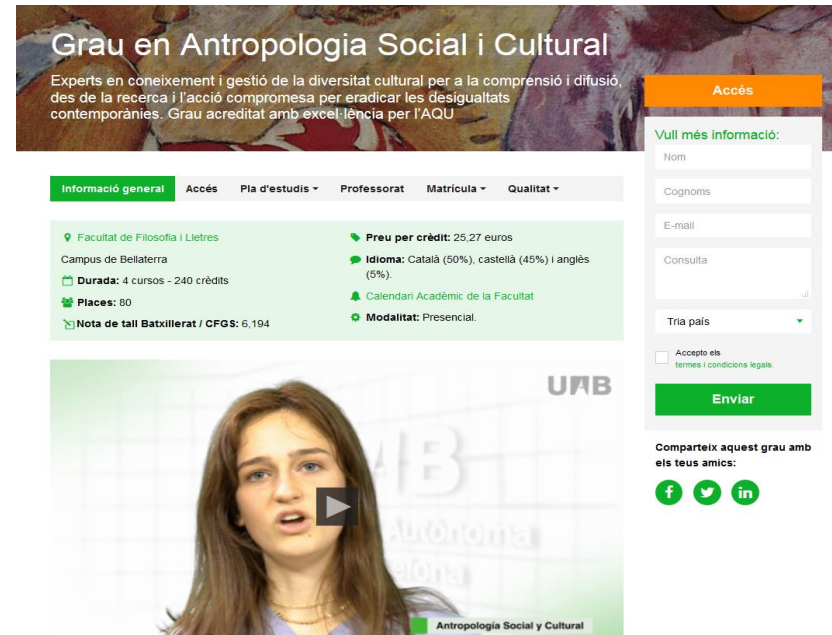 Grau en Antropologia Social i Cultural
Experts en coneixement i gestió de la diversitat cultural per a la comprensió i difusió,
des de la recerca i l'acció compromesa per eradicar les desigualtats
contemporànies. Grau acreditat amb excel·lència per l'AQU
Accés
Vull més informació:
Nom
Cognoms
E-mail
Consulta
Tria país
Accepto els
termes i condicions legals.
Enviar
Comparteix aquest grau amb
els teus amics:
Informació general Accés Pla d'estudis Professorat Matrícula Qualitat
Facultat de Filosofia i Lletres
Campus de Bellaterra
Durada: 4 cursos - 240 crèdits
Places: 80
Nota de tall Batxillerat / CFGS: 6,194
Preu per crèdit: 25,27 euros
Idioma: Català (50%), castellà (45%) i anglès
(5%).
Calendari Acadèmic de la Facultat
Modalitat: Presencial.
UAB
AB
Autònoma
elona
Antropología Social y Cultural